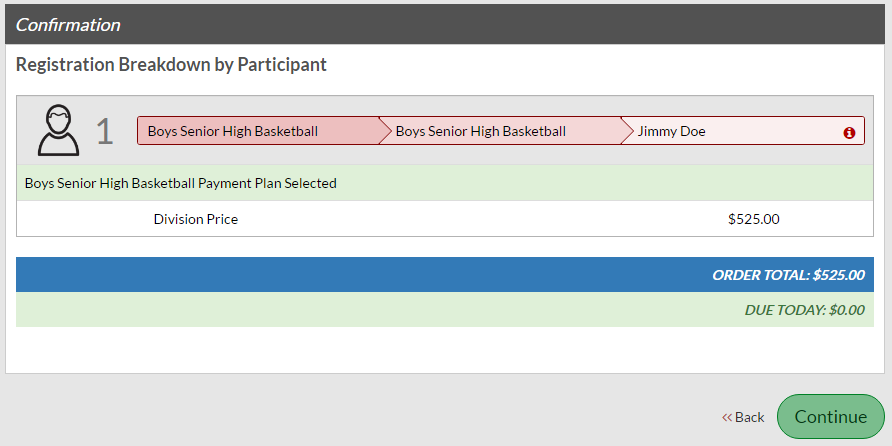 Confirmation
Registration Breakdown by Participant
1
Boys Senior High Basketball
Boys Senior High Basketball
Jimmy Doe
Boys Senior High Basketball Payment Plan Selected
Division Price $525.00
ORDER TOTAL: $525.00
DUE TODAY: $0.00
<< Back
Continue